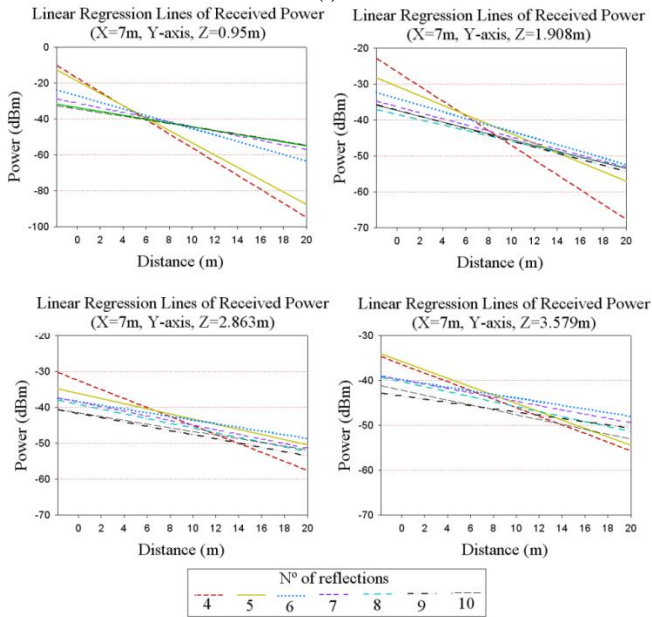 Linear Regression Lines of Received Power
(X=7m, Y-axis, Z=0.95m)
0
-20
-40
-60
-80
-100
Power (dBm)
0 2 4 6 8 10 12 14 16 18 20
Distance (m)
Linear Regression Lines of Received Power
(X=7m, Y-axis, Z=1.908m)
-20
-30
-40
-50
-60
-70
Power (dBm)
0 2 4 6 8 10 12 14 16 18 20
Distance (m)
Linear Regression Lines of Received Power
(X=7m, Y-axis, Z=2.863m)
-20
-30
-40
-50
-60
-70
Power (dBm)
0 2 4 6 8 10 12 14 16 18 20
Distance (m)
Linear Regression Lines of Received Power
(X=7m, Y-axis, Z=3.579m)
-30
-40
-50
-60
-70
Power (dBm)
0 2 4 6 8 10 12 14 16 18 20
Distance (m)
Nº of reflections
4 5 6 7 8 9 10